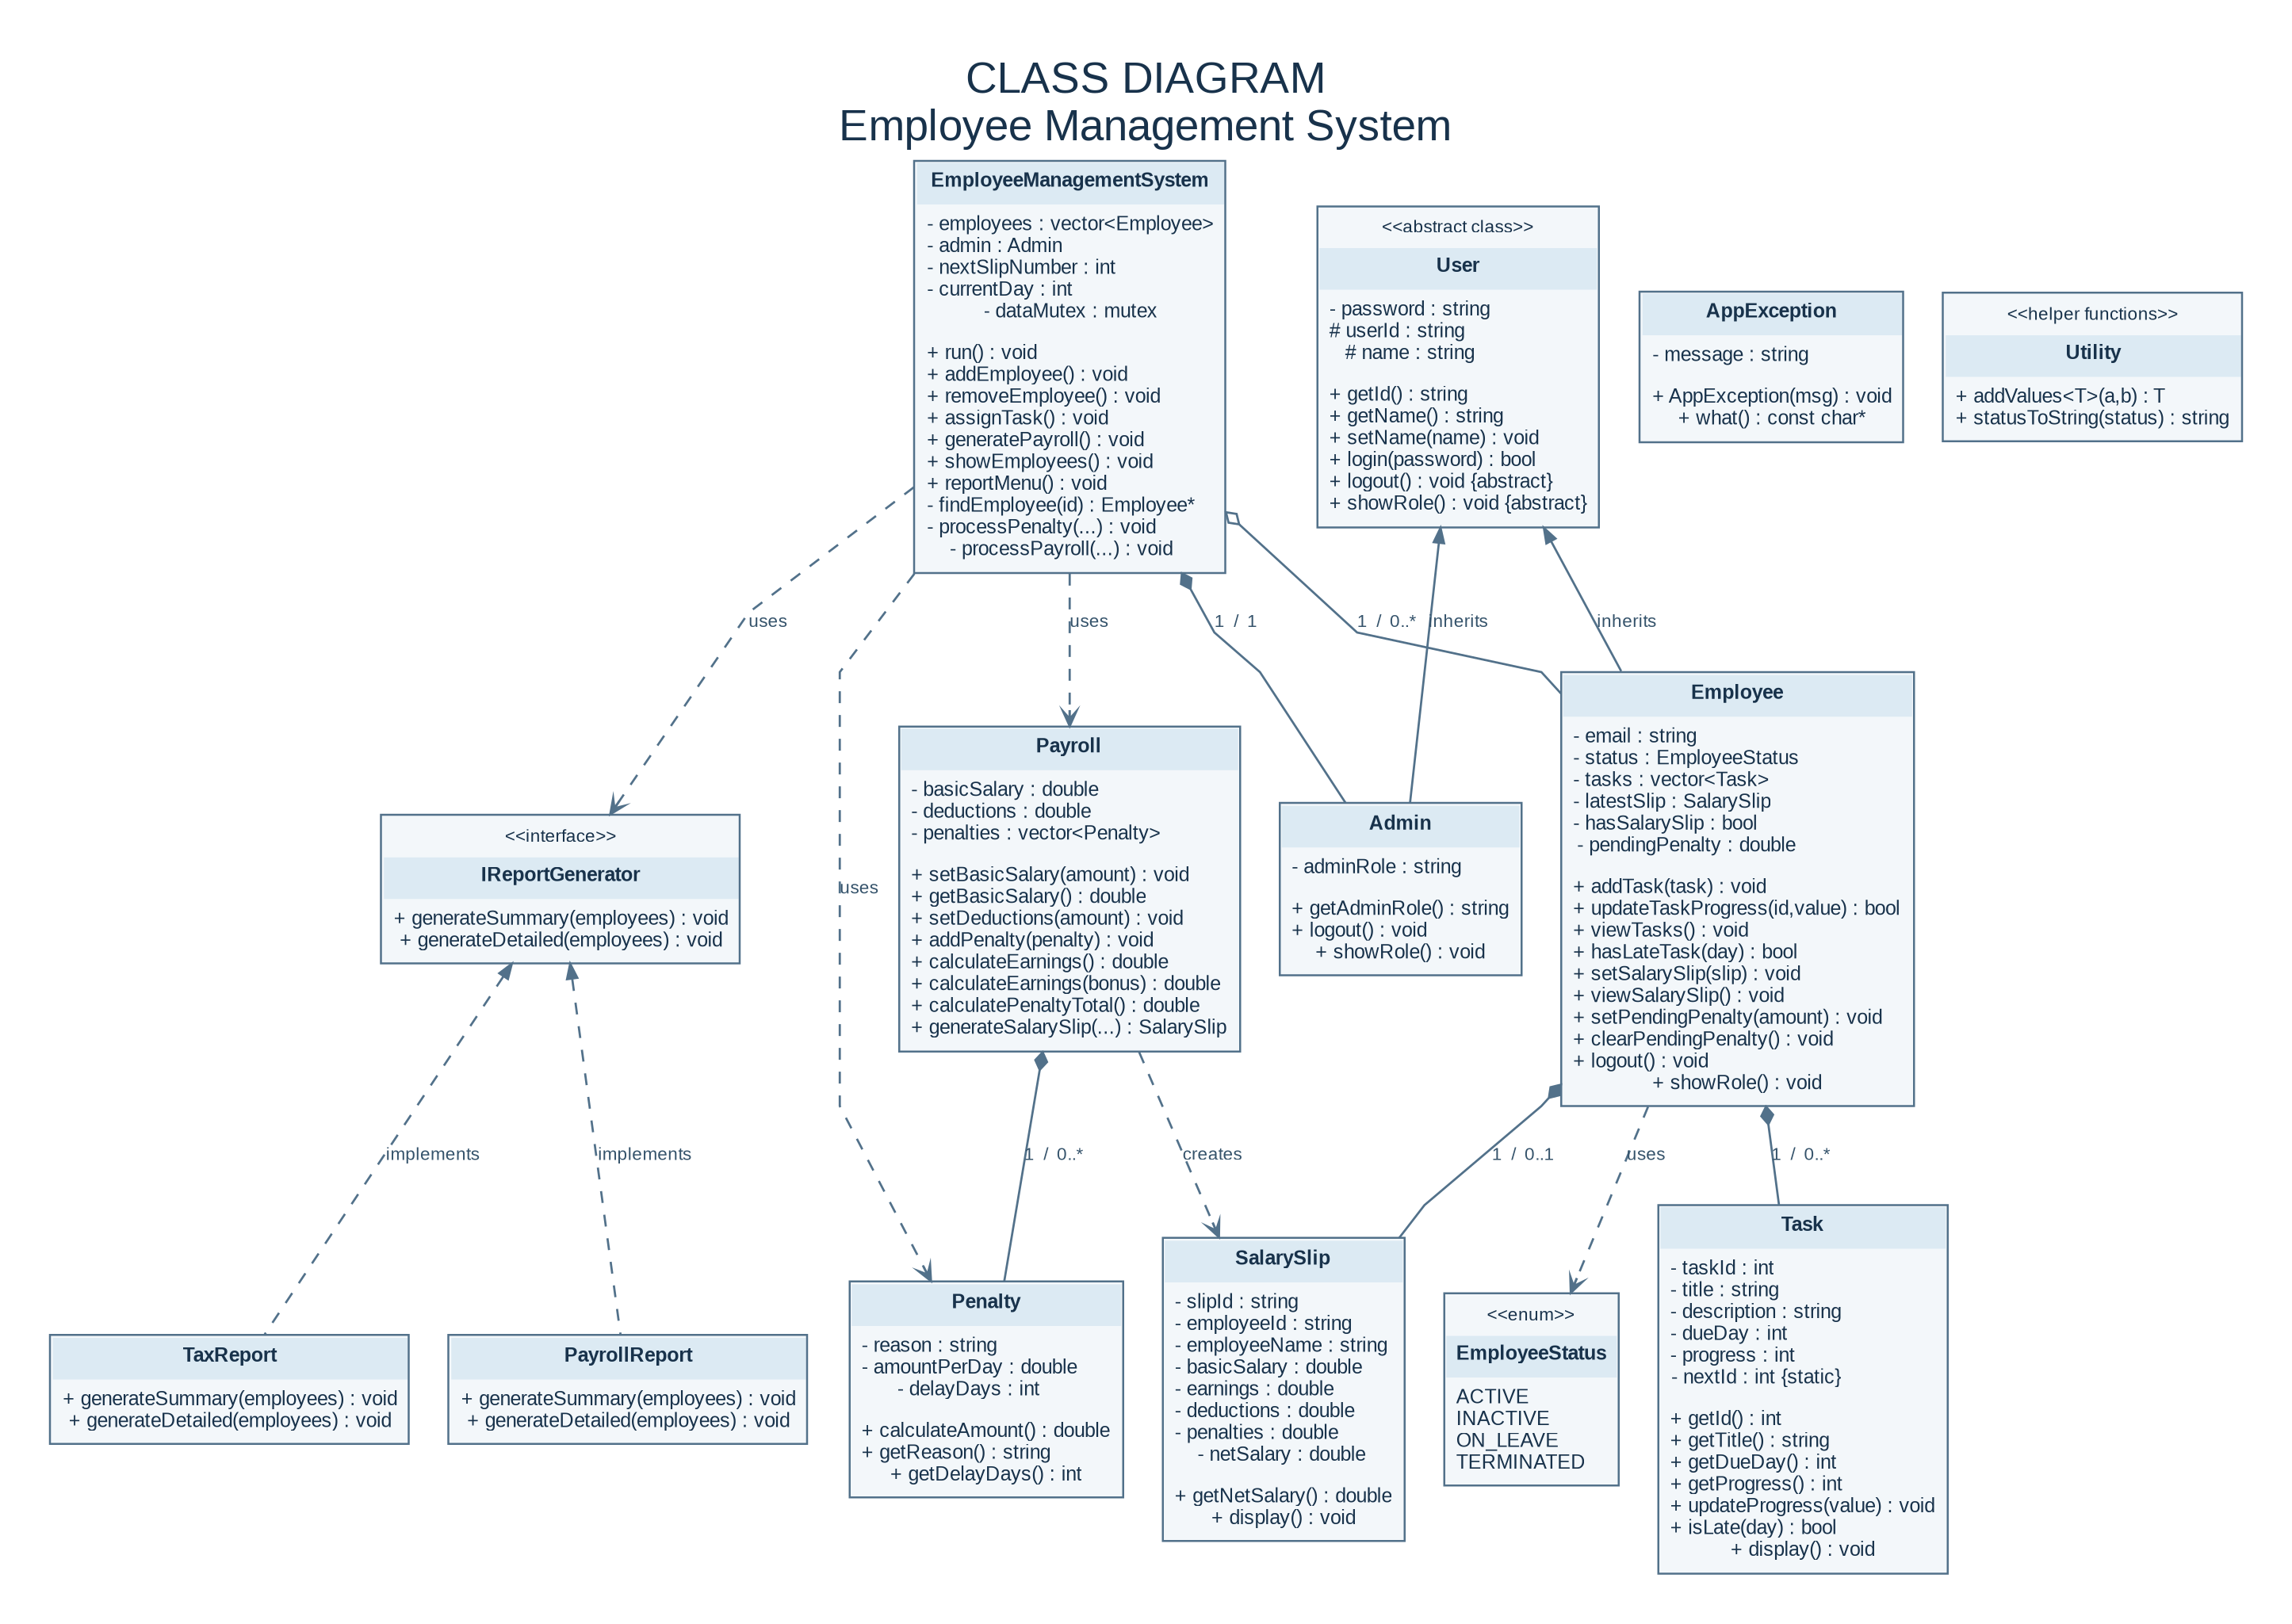 CLASS DIAGRAM
Employee Management System
EmployeeManagementSystem
- employees : vector<Employee>
- admin : Admin
- nextSlipNumber : int
- currentDay : int
- dataMutex : mutex
+ run() : void
+ addEmployee() : void
+ removeEmployee() : void
+ assignTask() : void
+ generatePayroll() : void
+ showEmployees() : void
+ reportMenu() : void
- findEmployee(id) : Employee*
- processPenalty(...) : void
- processPayroll(...) : void
<<abstract class>>
User
- password : string
# userId : string
# name : string
+ getId() : string
+ getName() : string
+ setName(name) : void
+ login(password) : bool
+ logout() : void {abstract}
+ showRole() : void {abstract}
AppException
- message : string
+ AppException(msg) : void
+ what() : const char*
<<helper functions>>
Utility
+ addValues<T>(a,b) : T
+ statusToString(status) : string
uses
uses
1 / 1
1 / 0..*
inherits
inherits
uses
<<interface>>
IReportGenerator
+ generateSummary(employees) : void
+ generateDetailed(employees) : void
Payroll
- basicSalary : double
- deductions : double
- penalties : vector<Penalty>
+ setBasicSalary(amount) : void
+ getBasicSalary() : double
+ setDeductions(amount) : void
+ addPenalty(penalty) : void
+ calculateEarnings() : double
+ calculateEarnings(bonus) : double
+ calculatePenaltyTotal() : double
+ generateSalarySlip(...) : SalarySlip
Admin
- adminRole : string
+ getAdminRole() : string
+ logout() : void
+ showRole() : void
Employee
- email : string
- status : EmployeeStatus
- tasks : vector<Task>
- latestSlip : SalarySlip
- hasSalarySlip : bool
- pendingPenalty : double
+ addTask(task) : void
+ updateTaskProgress(id,value) : bool
+ viewTasks() : void
+ hasLateTask(day) : bool
+ setSalarySlip(slip) : void
+ viewSalarySlip() : void
+ setPendingPenalty(amount) : void
+ clearPendingPenalty() : void
+ logout() : void
+ showRole() : void
implements
implements
1 / 0..*
creates
1 / 0..1
uses
1 / 0..*
TaxReport
+ generateSummary(employees) : void
+ generateDetailed(employees) : void
PayrollReport
+ generateSummary(employees) : void
+ generateDetailed(employees) : void
Penalty
- reason : string
- amountPerDay : double
- delayDays : int
+ calculateAmount() : double
+ getReason() : string
+ getDelayDays() : int
SalarySlip
- slipId : string
- employeeId : string
- employeeName : string
- basicSalary : double
- earnings : double
- deductions : double
- penalties : double
- netSalary : double
+ getNetSalary() : double
+ display() : void
<<enum>>
EmployeeStatus
ACTIVE
INACTIVE
ON_LEAVE
TERMINATED
Task
- taskId : int
- title : string
- description : string
- dueDay : int
- progress : int
- nextId : int {static}
+ getId() : int
+ getTitle() : string
+ getDueDay() : int
+ getProgress() : int
+ updateProgress(value) : void
+ isLate(day) : bool
+ display() : void